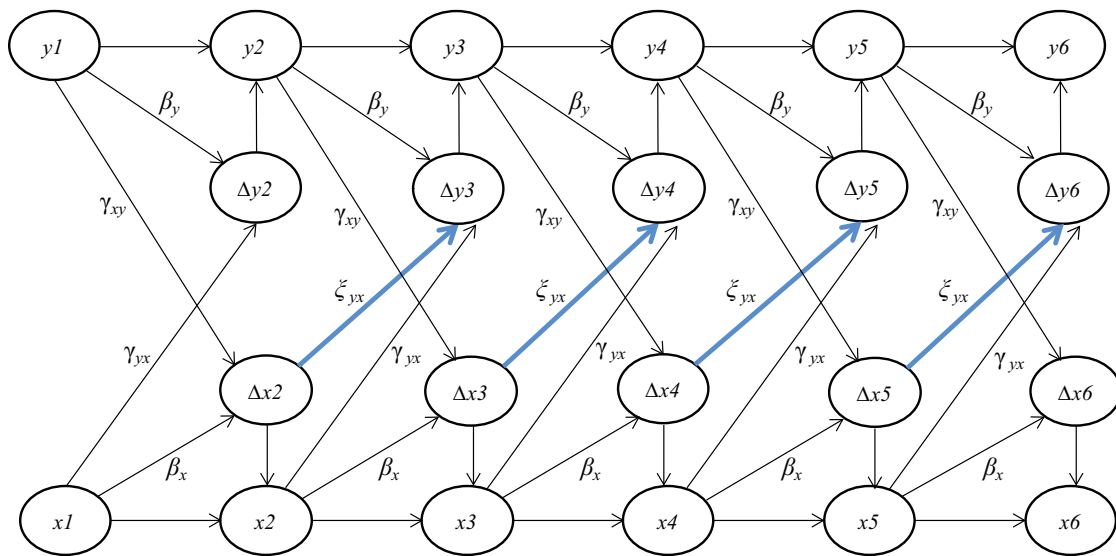 y1 y2 y3 y4 y5 y6
βy βy βy βy βy
Δy2 Δy3 Δy4 Δy5 Δy6
γxy γxy γxy γxy γxy
ξyx ξyx ξyx ξyx
γyx γyx γyx γyx γyx
Δx2 Δx3 Δx4 Δx5 Δx6
βx βx βx βx βx
x1 x2 x3 x4 x5 x6